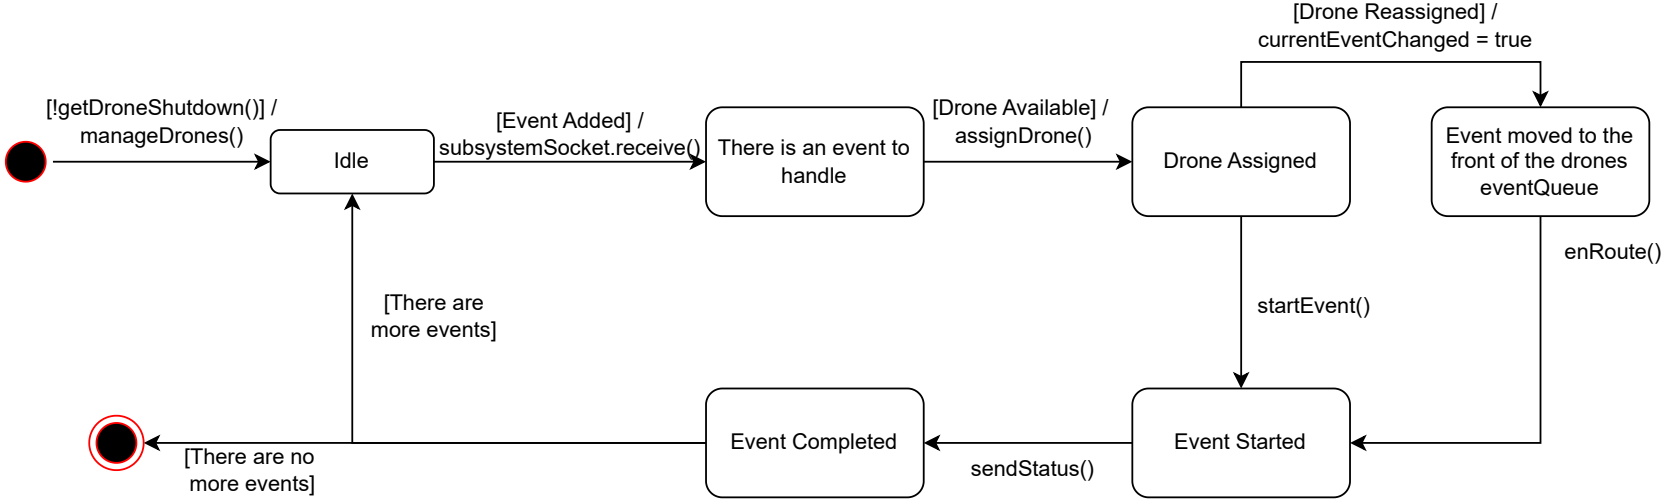 [!getDroneShutdown()] /
manageDrones()
Idle
[Event Added] /
subsystemSocket.receive()
There is an event to
handle
[Drone Available] /
assignDrone()
Drone Assigned
[Drone Reassigned] /
currentEventChanged = true
Event moved to the
front of the drones
eventQueue
enRoute()
startEvent()
Event Started
sendStatus()
Event Completed
[There are
more events]
[There are no
more events]